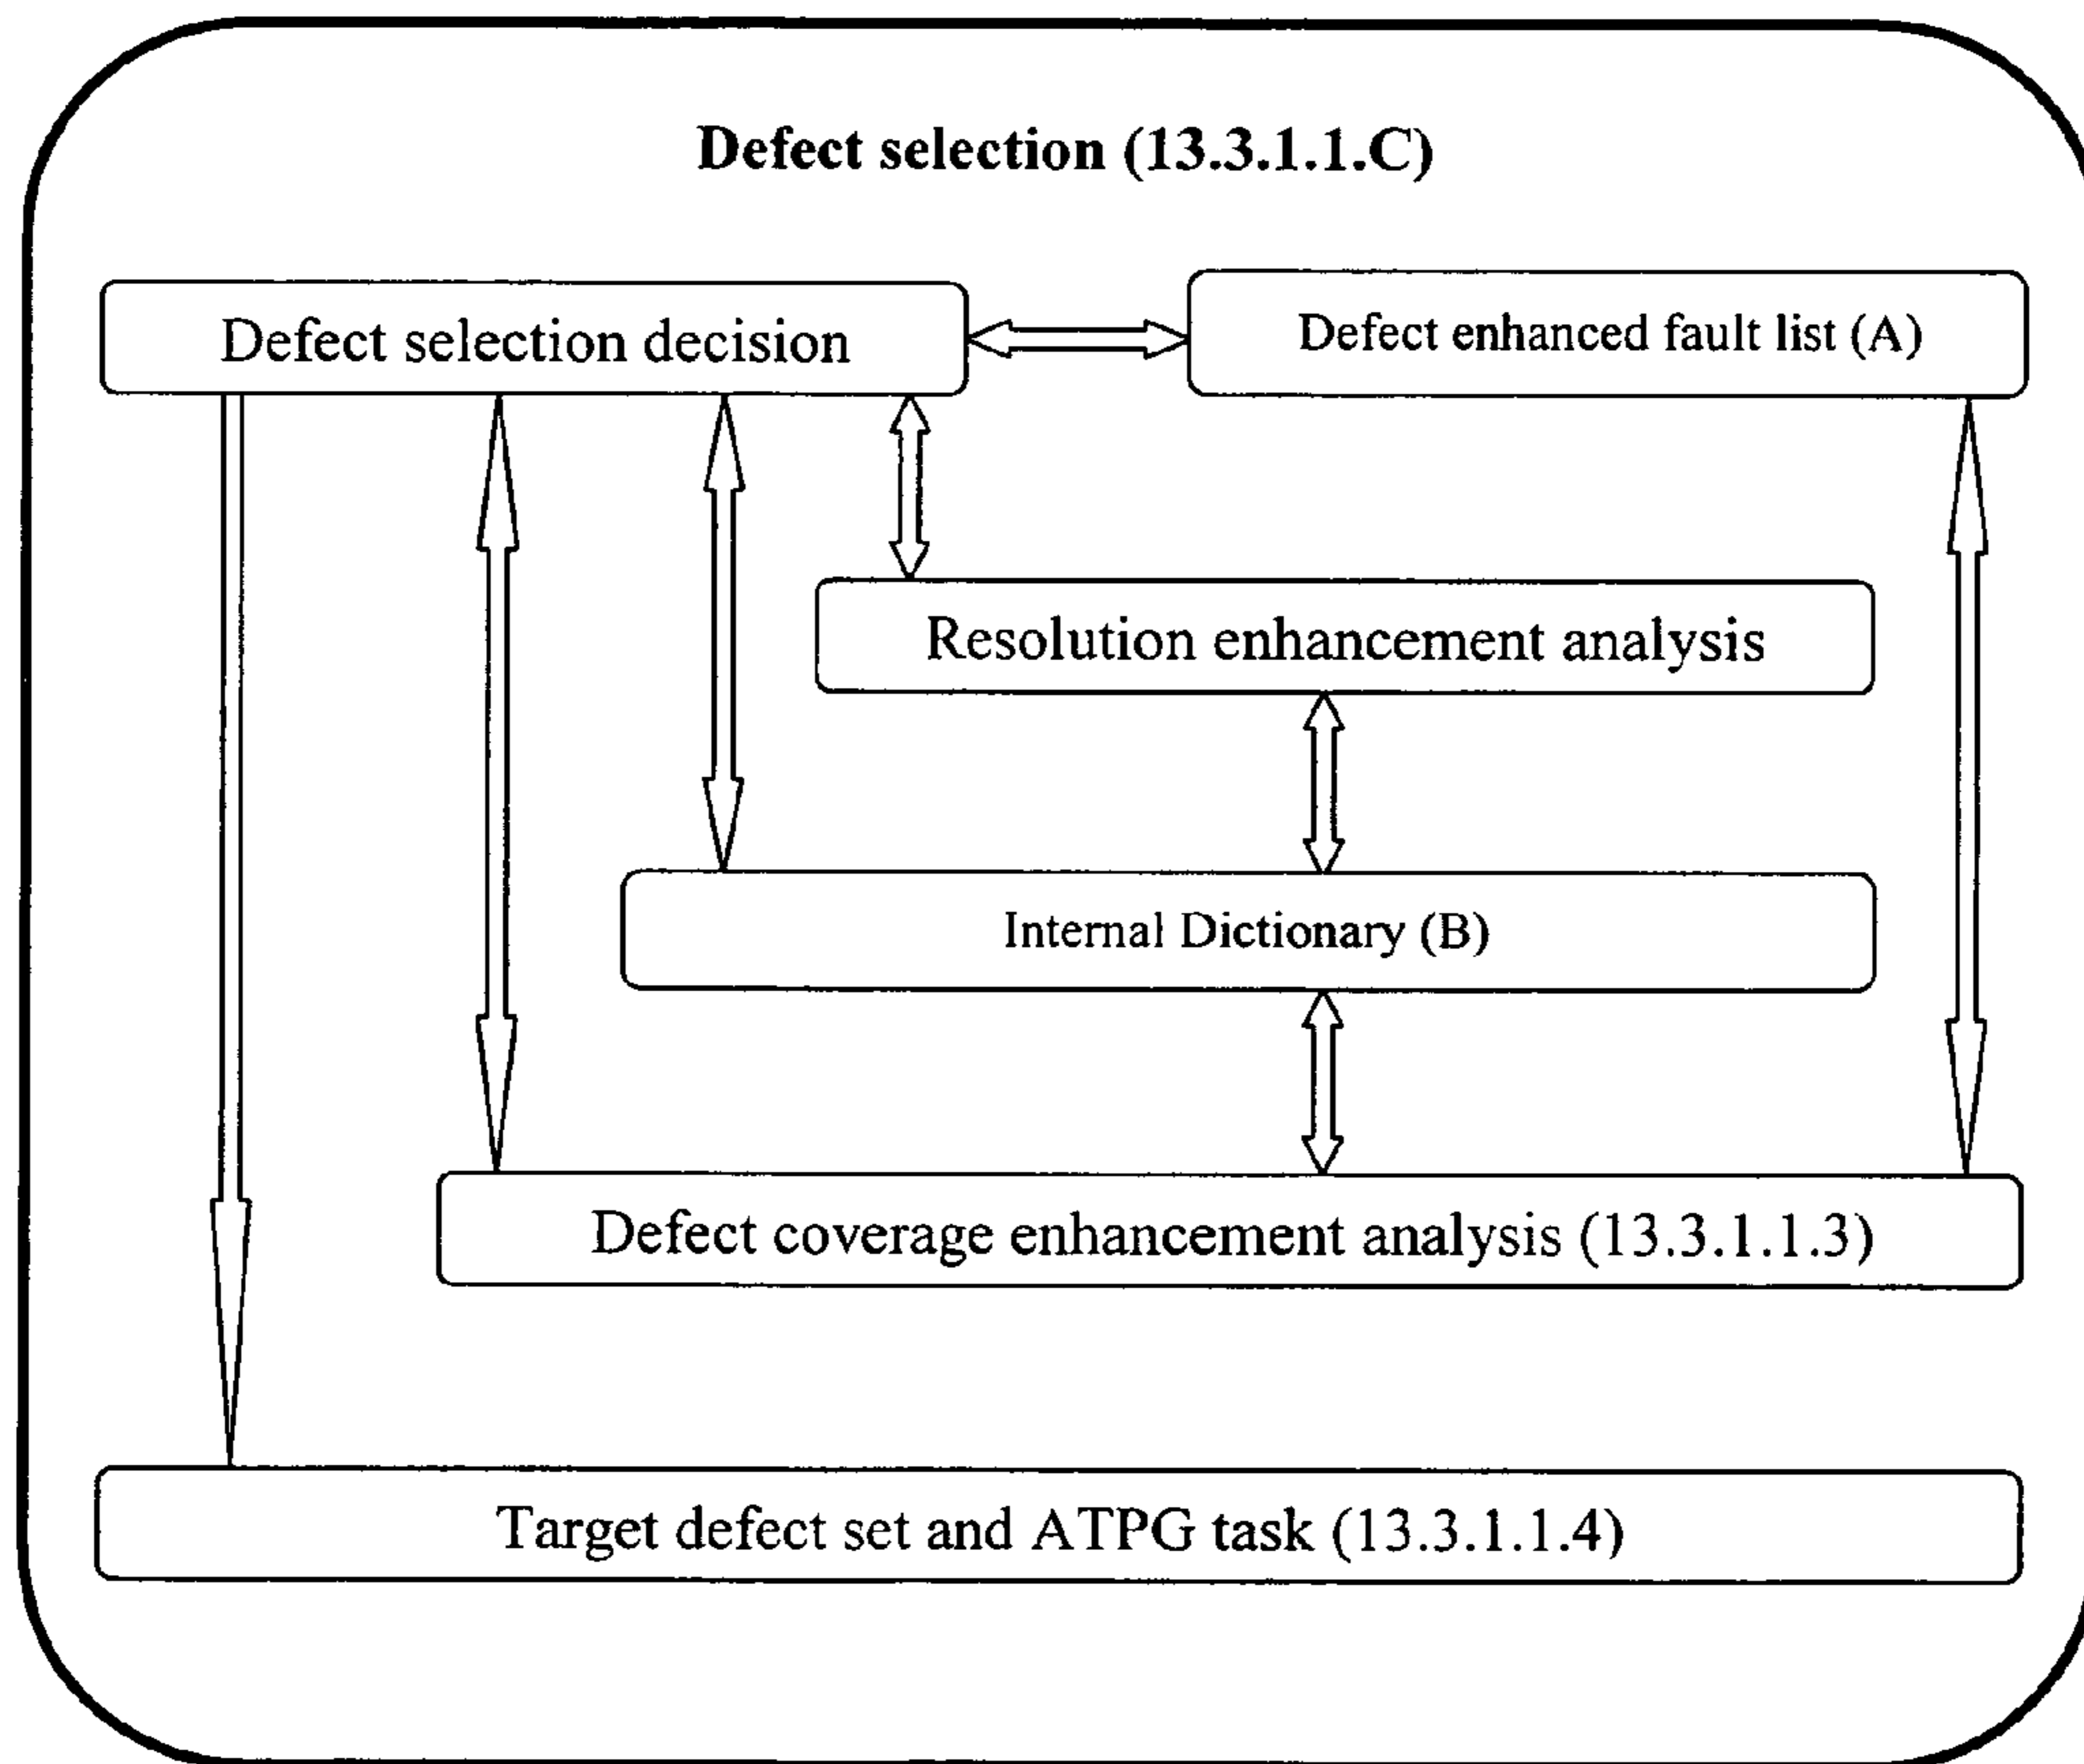 Defect selection (13.3.1.1.C)
Defect selection decision
Defect enhanced fault list (A)
Resolution enhancement analysis
Internal Dictionary (B)
Defect coverage enhancement analysis (13.3.1.1.3)
Target defect set and ATPG task (13.3.1.1.4)